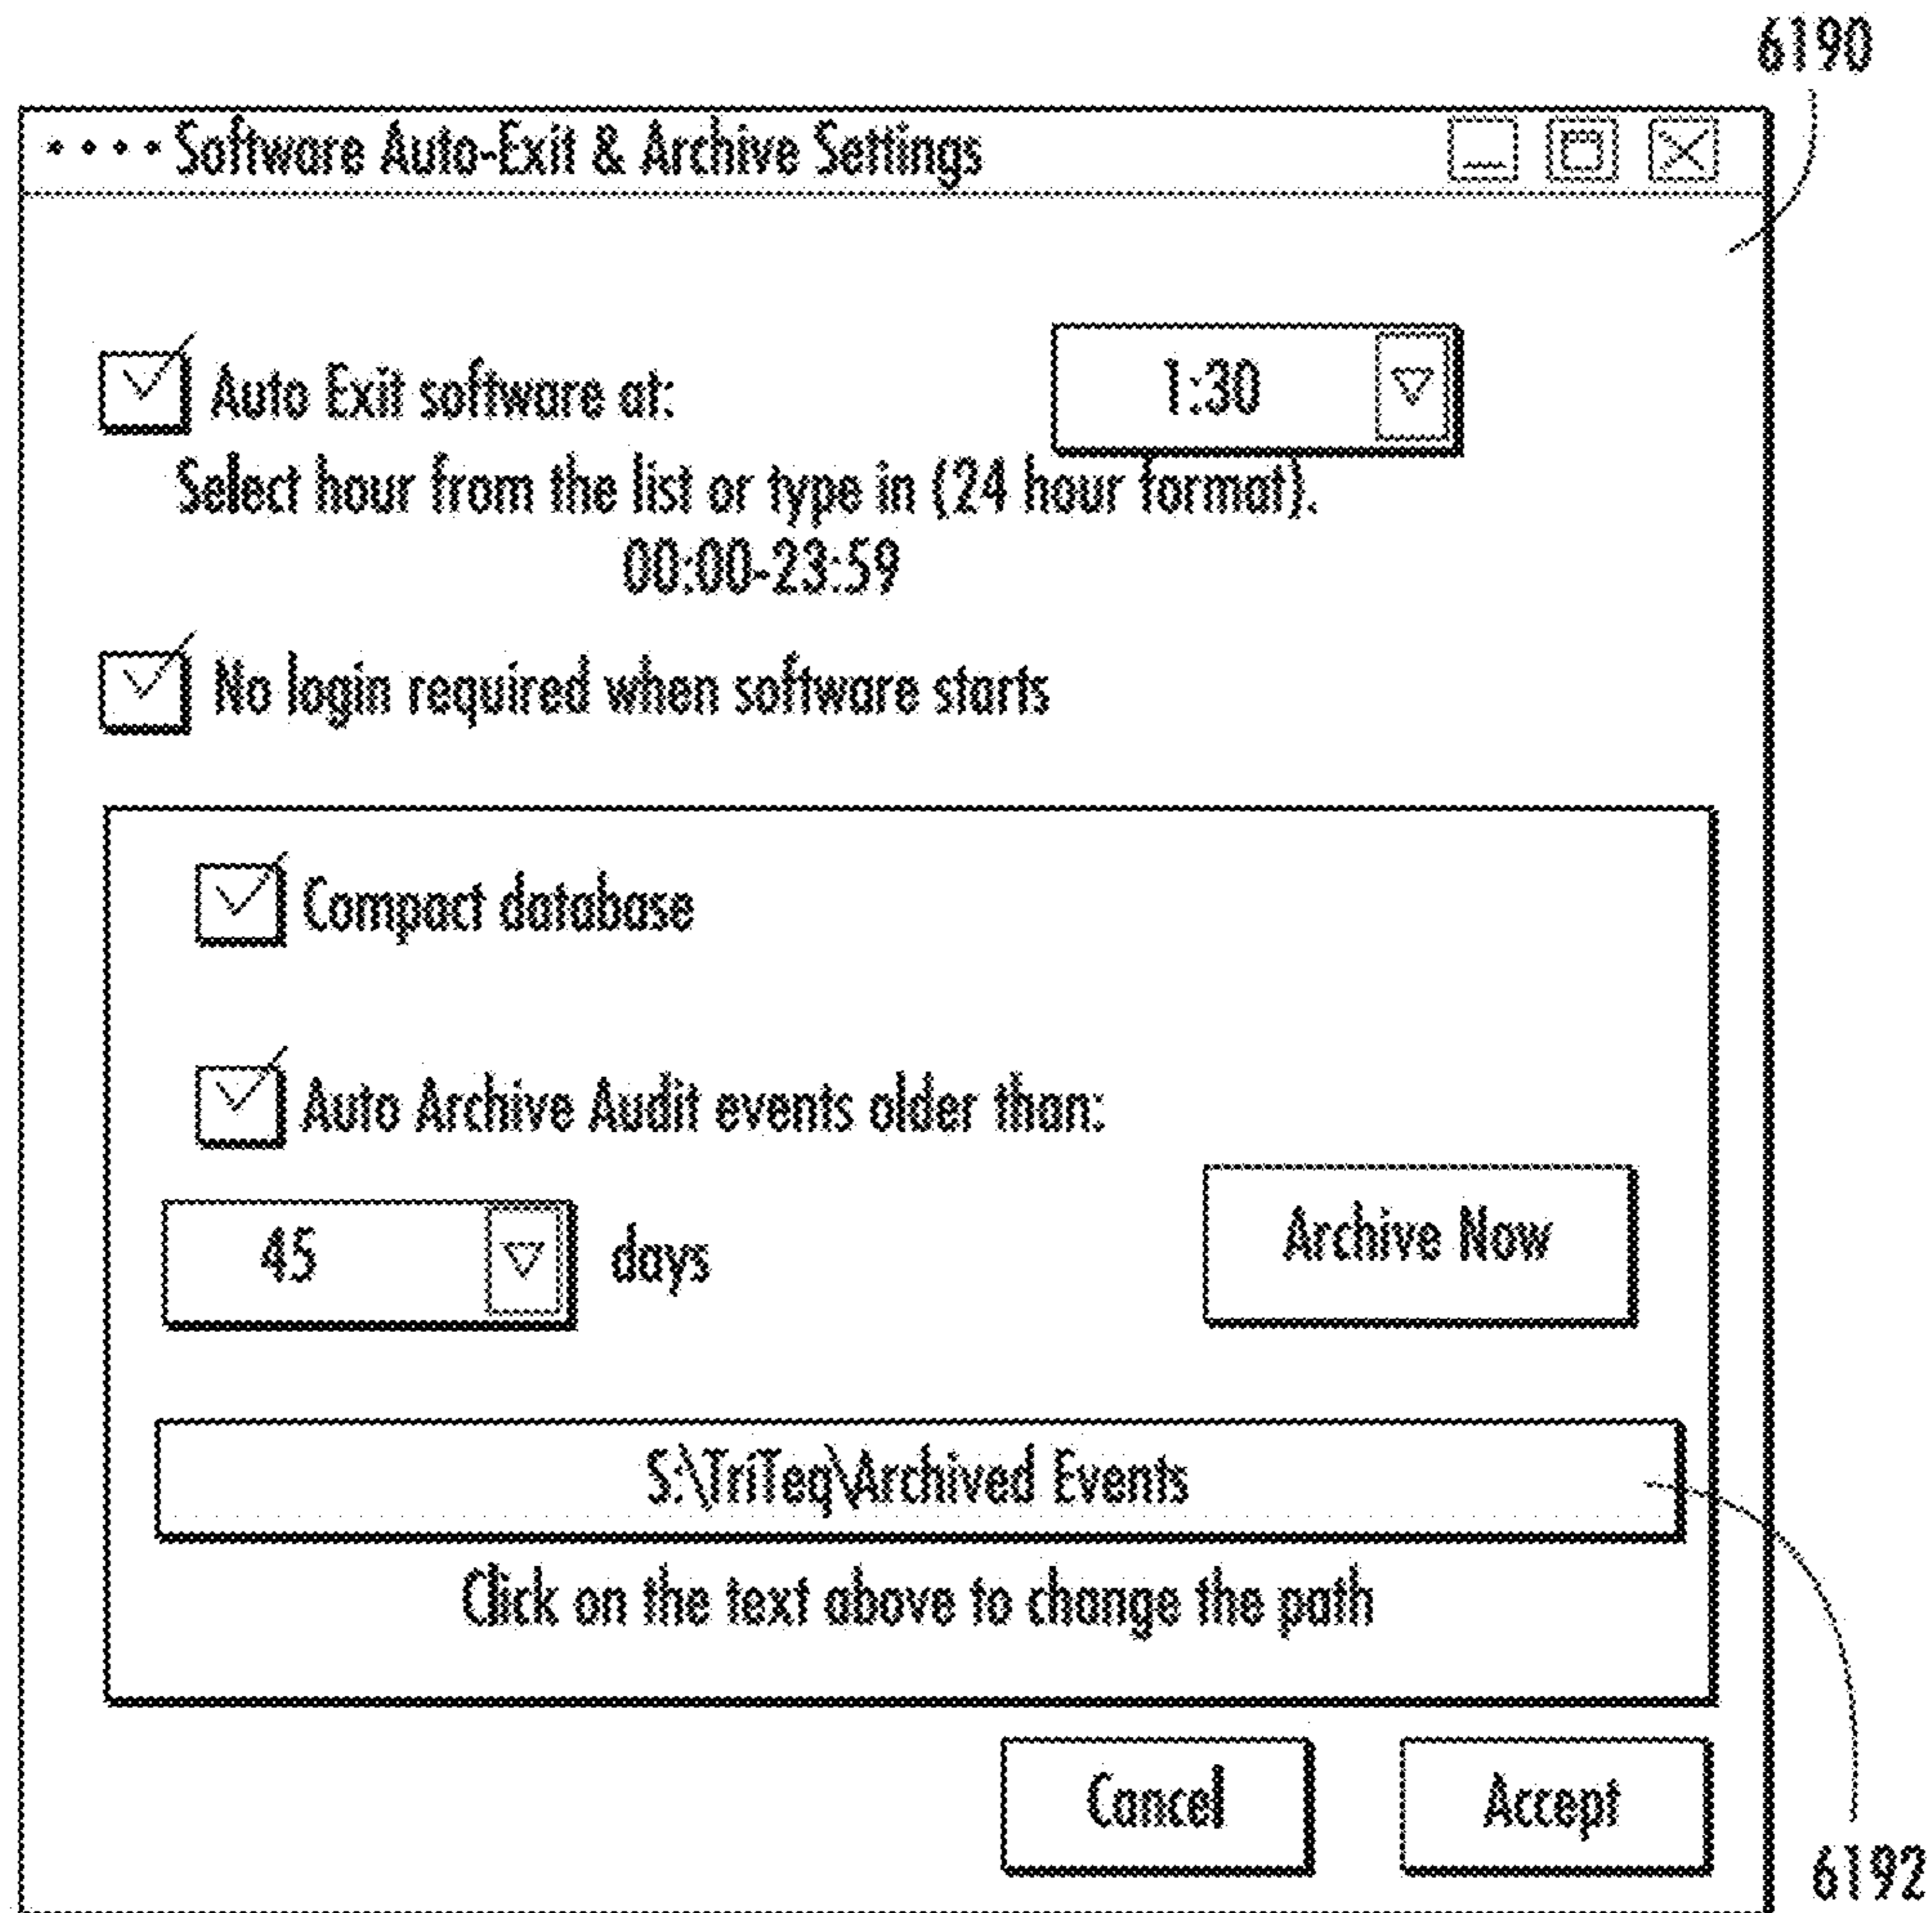 6190
Software Auto-Exit & Archive Settings
Auto Exit software at:
1:30
Select hour from the list or type in (24 hour format).
00:00-23:59
No login required when software starts
Compact database
Auto Archive Audit events older than:
45 days
Archive Now
S:\TriTeq\Archived Events
Click on the text above to change the path
Cancel
Accept
6192